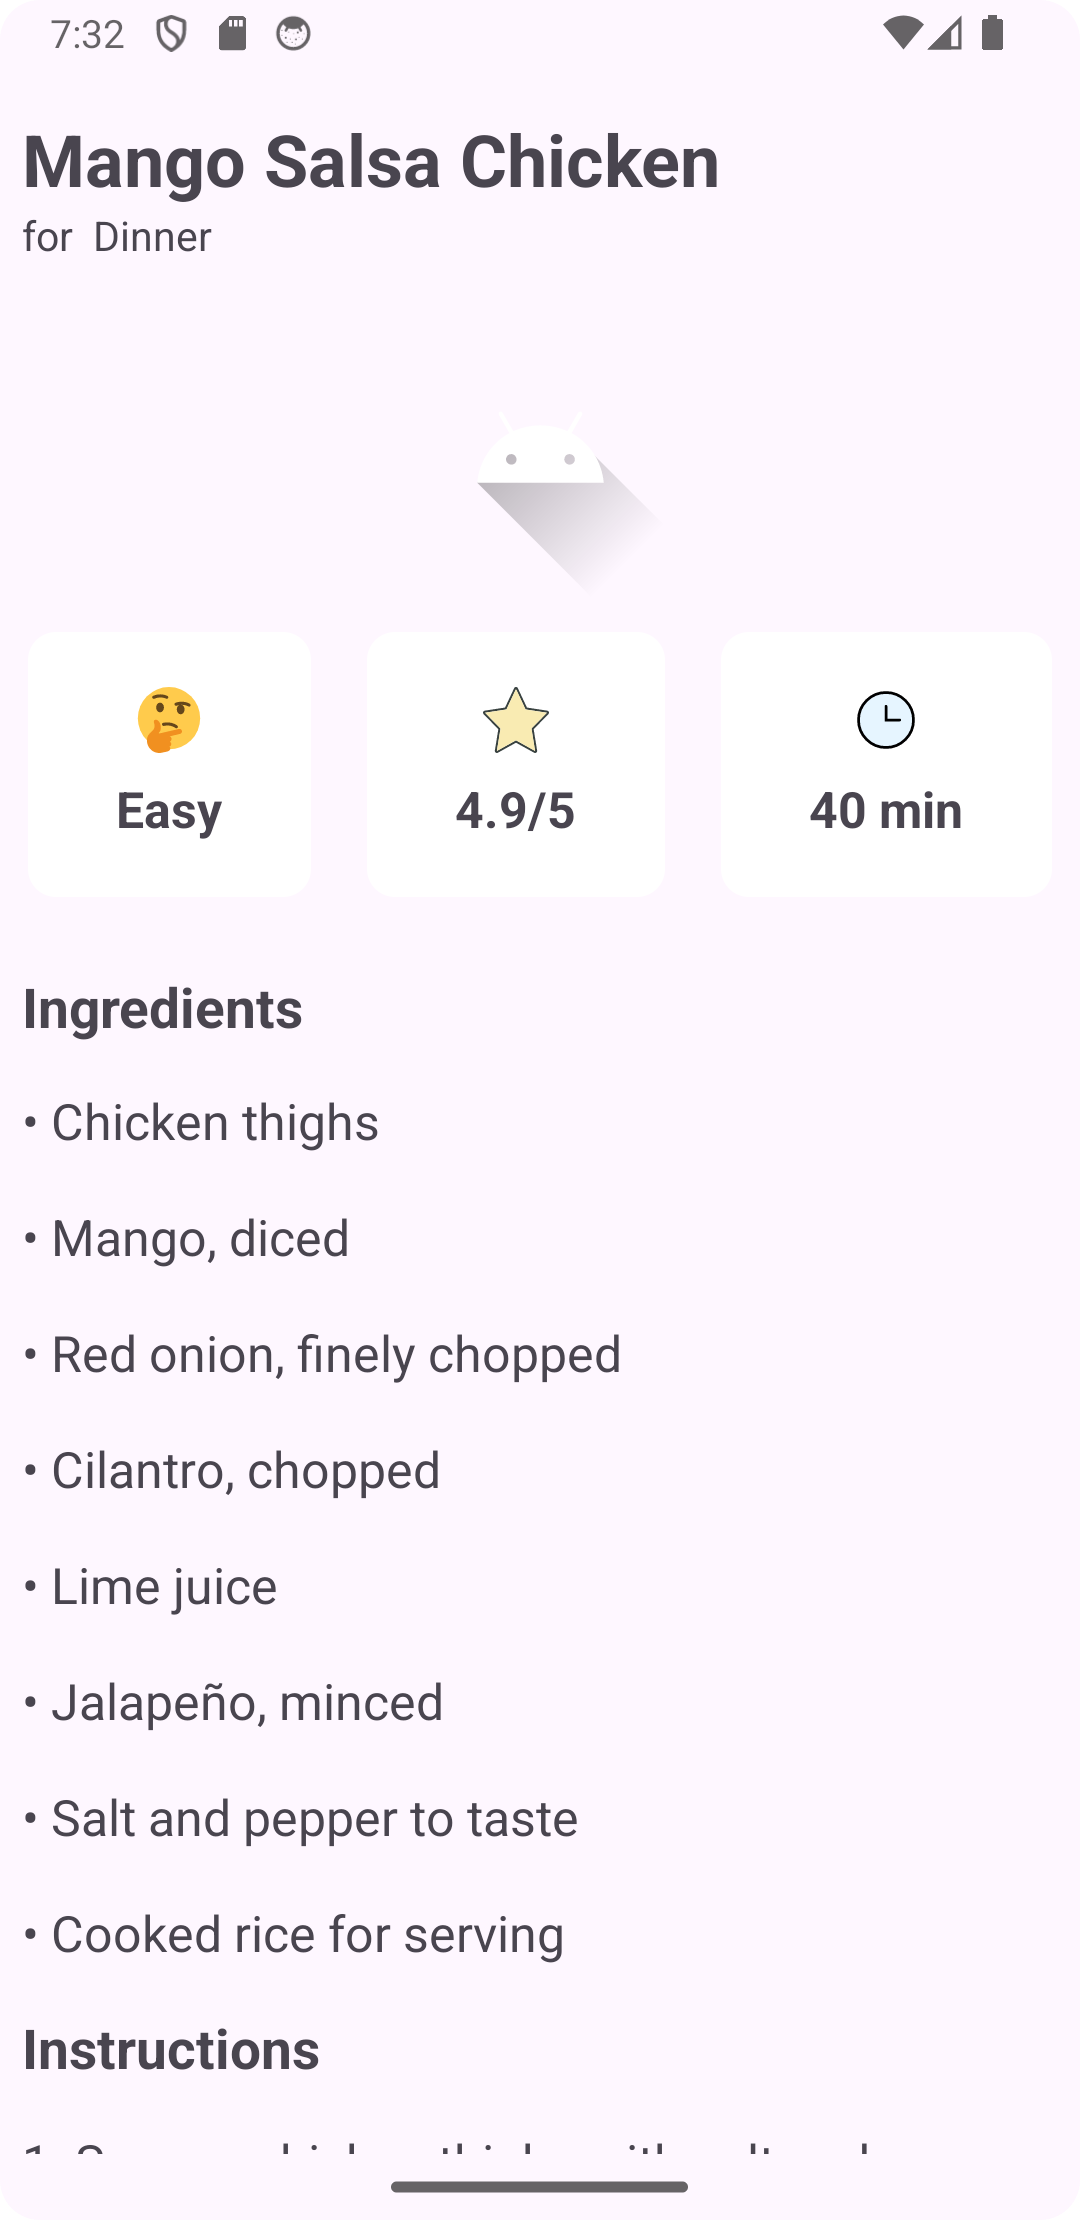 7:32
Mango Salsa Chicken
for Dinner
Easy
4.9/5
40 min
Ingredients
• Chicken thighs
• Mango, diced
• Red onion, finely chopped
• Cilantro, chopped
• Lime juice
• Jalapeño, minced
• Salt and pepper to taste
• Cooked rice for serving
Instructions